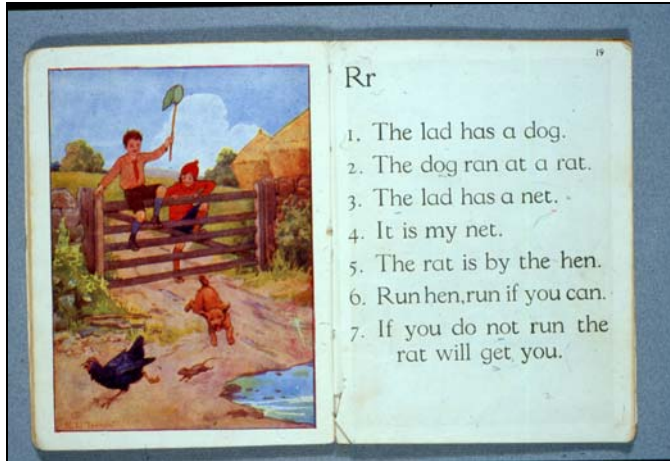 19
Rr
1. The lad has a dog.
2. The dog ran at a rat.
3. The lad has a net.
4. It is my net.
5. The rat is by the hen.
6. Run hen,run if you can.
7. If you do not run the
rat will get you.